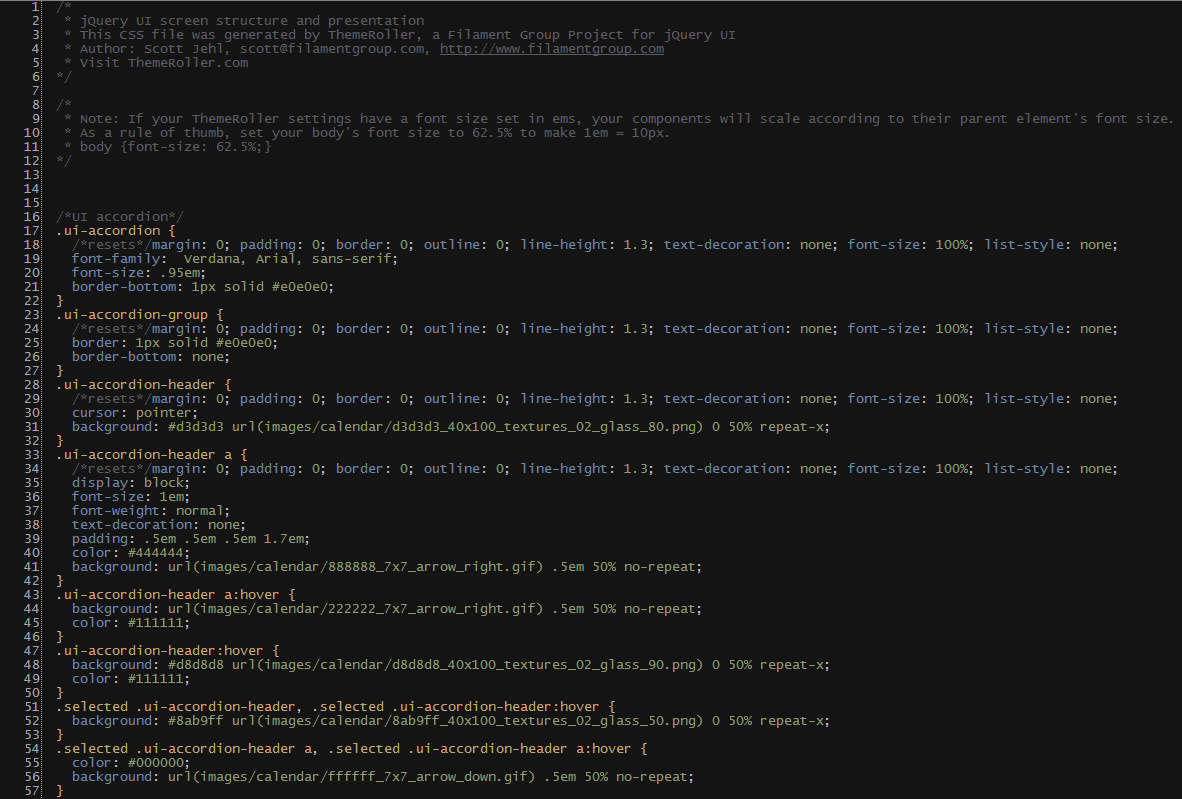 1 /*
2  * jQuery UI screen structure and presentation
3  * This CSS file was generated by ThemeRoller, a Filament Group Project for jQuery UI
4  * Author: Scott Jehl, scott@filamentgroup.com, http://www.filamentgroup.com
5  * Visit ThemeRoller.com
6 */
7
8 /*
9  * Note: If your ThemeRoller settings have a font size set in ems, your components will scale according to their parent element's font size.
10  * As a rule of thumb, set your body's font size to 62.5% to make 1em = 10px.
11  * body {font-size: 62.5%;}
12 */
13
14
15
16 /*UI accordion*/
17 .ui-accordion {
18   /*resets*/margin: 0; padding: 0; border: 0; outline: 0; line-height: 1.3; text-decoration: none; font-size: 100%; list-style: none;
19   font-family:  Verdana, Arial, sans-serif;
20   font-size: .95em;
21   border-bottom: 1px solid #e0e0e0;
22 }
23 .ui-accordion-group {
24   /*resets*/margin: 0; padding: 0; border: 0; outline: 0; line-height: 1.3; text-decoration: none; font-size: 100%; list-style: none;
25   border: 1px solid #e0e0e0;
26   border-bottom: none;
27 }
28 .ui-accordion-header {
29   /*resets*/margin: 0; padding: 0; border: 0; outline: 0; line-height: 1.3; text-decoration: none; font-size: 100%; list-style: none;
30   cursor: pointer;
31   background: #d3d3d3 url(images/calendar/d3d3d3_40x100_textures_02_glass_80.png) 0 50% repeat-x;
32 }
33 .ui-accordion-header a {
34   /*resets*/margin: 0; padding: 0; border: 0; outline: 0; line-height: 1.3; text-decoration: none; font-size: 100%; list-style: none;
35   display: block;
36   font-size: 1em;
37   font-weight: normal;
38   text-decoration: none;
39   padding: .5em .5em .5em 1.7em;
40   color: #444444;
41   background: url(images/calendar/888888_7x7_arrow_right.gif) .5em 50% no-repeat;
42 }
43 .ui-accordion-header a:hover {
44   background: url(images/calendar/222222_7x7_arrow_right.gif) .5em 50% no-repeat;
45   color: #111111;
46 }
47 .ui-accordion-header:hover {
48   background: #d8d8d8 url(images/calendar/d8d8d8_40x100_textures_02_glass_90.png) 0 50% repeat-x;
49   color: #111111;
50 }
51 .selected .ui-accordion-header, .selected .ui-accordion-header:hover {
52   background: #8ab9ff url(images/calendar/8ab9ff_40x100_textures_02_glass_50.png) 0 50% repeat-x;
53 }
54 .selected .ui-accordion-header a, .selected .ui-accordion-header a:hover {
55   color: #000000;
56   background: url(images/calendar/ffffff_7x7_arrow_down.gif) .5em 50% no-repeat;
57 }